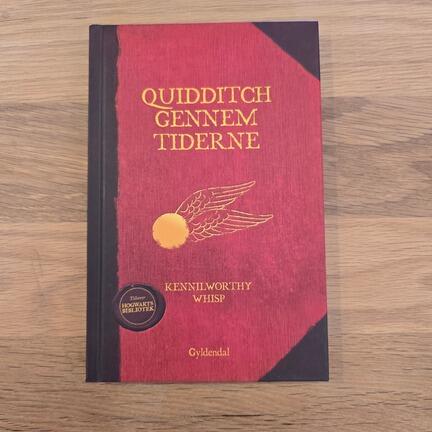 QUIDDITCH
GENNEM
TIDERNE
KENNILWORTHY
WHISP
Tilhører
HOGWARTS
BIBLIOTEK
Gyldendal